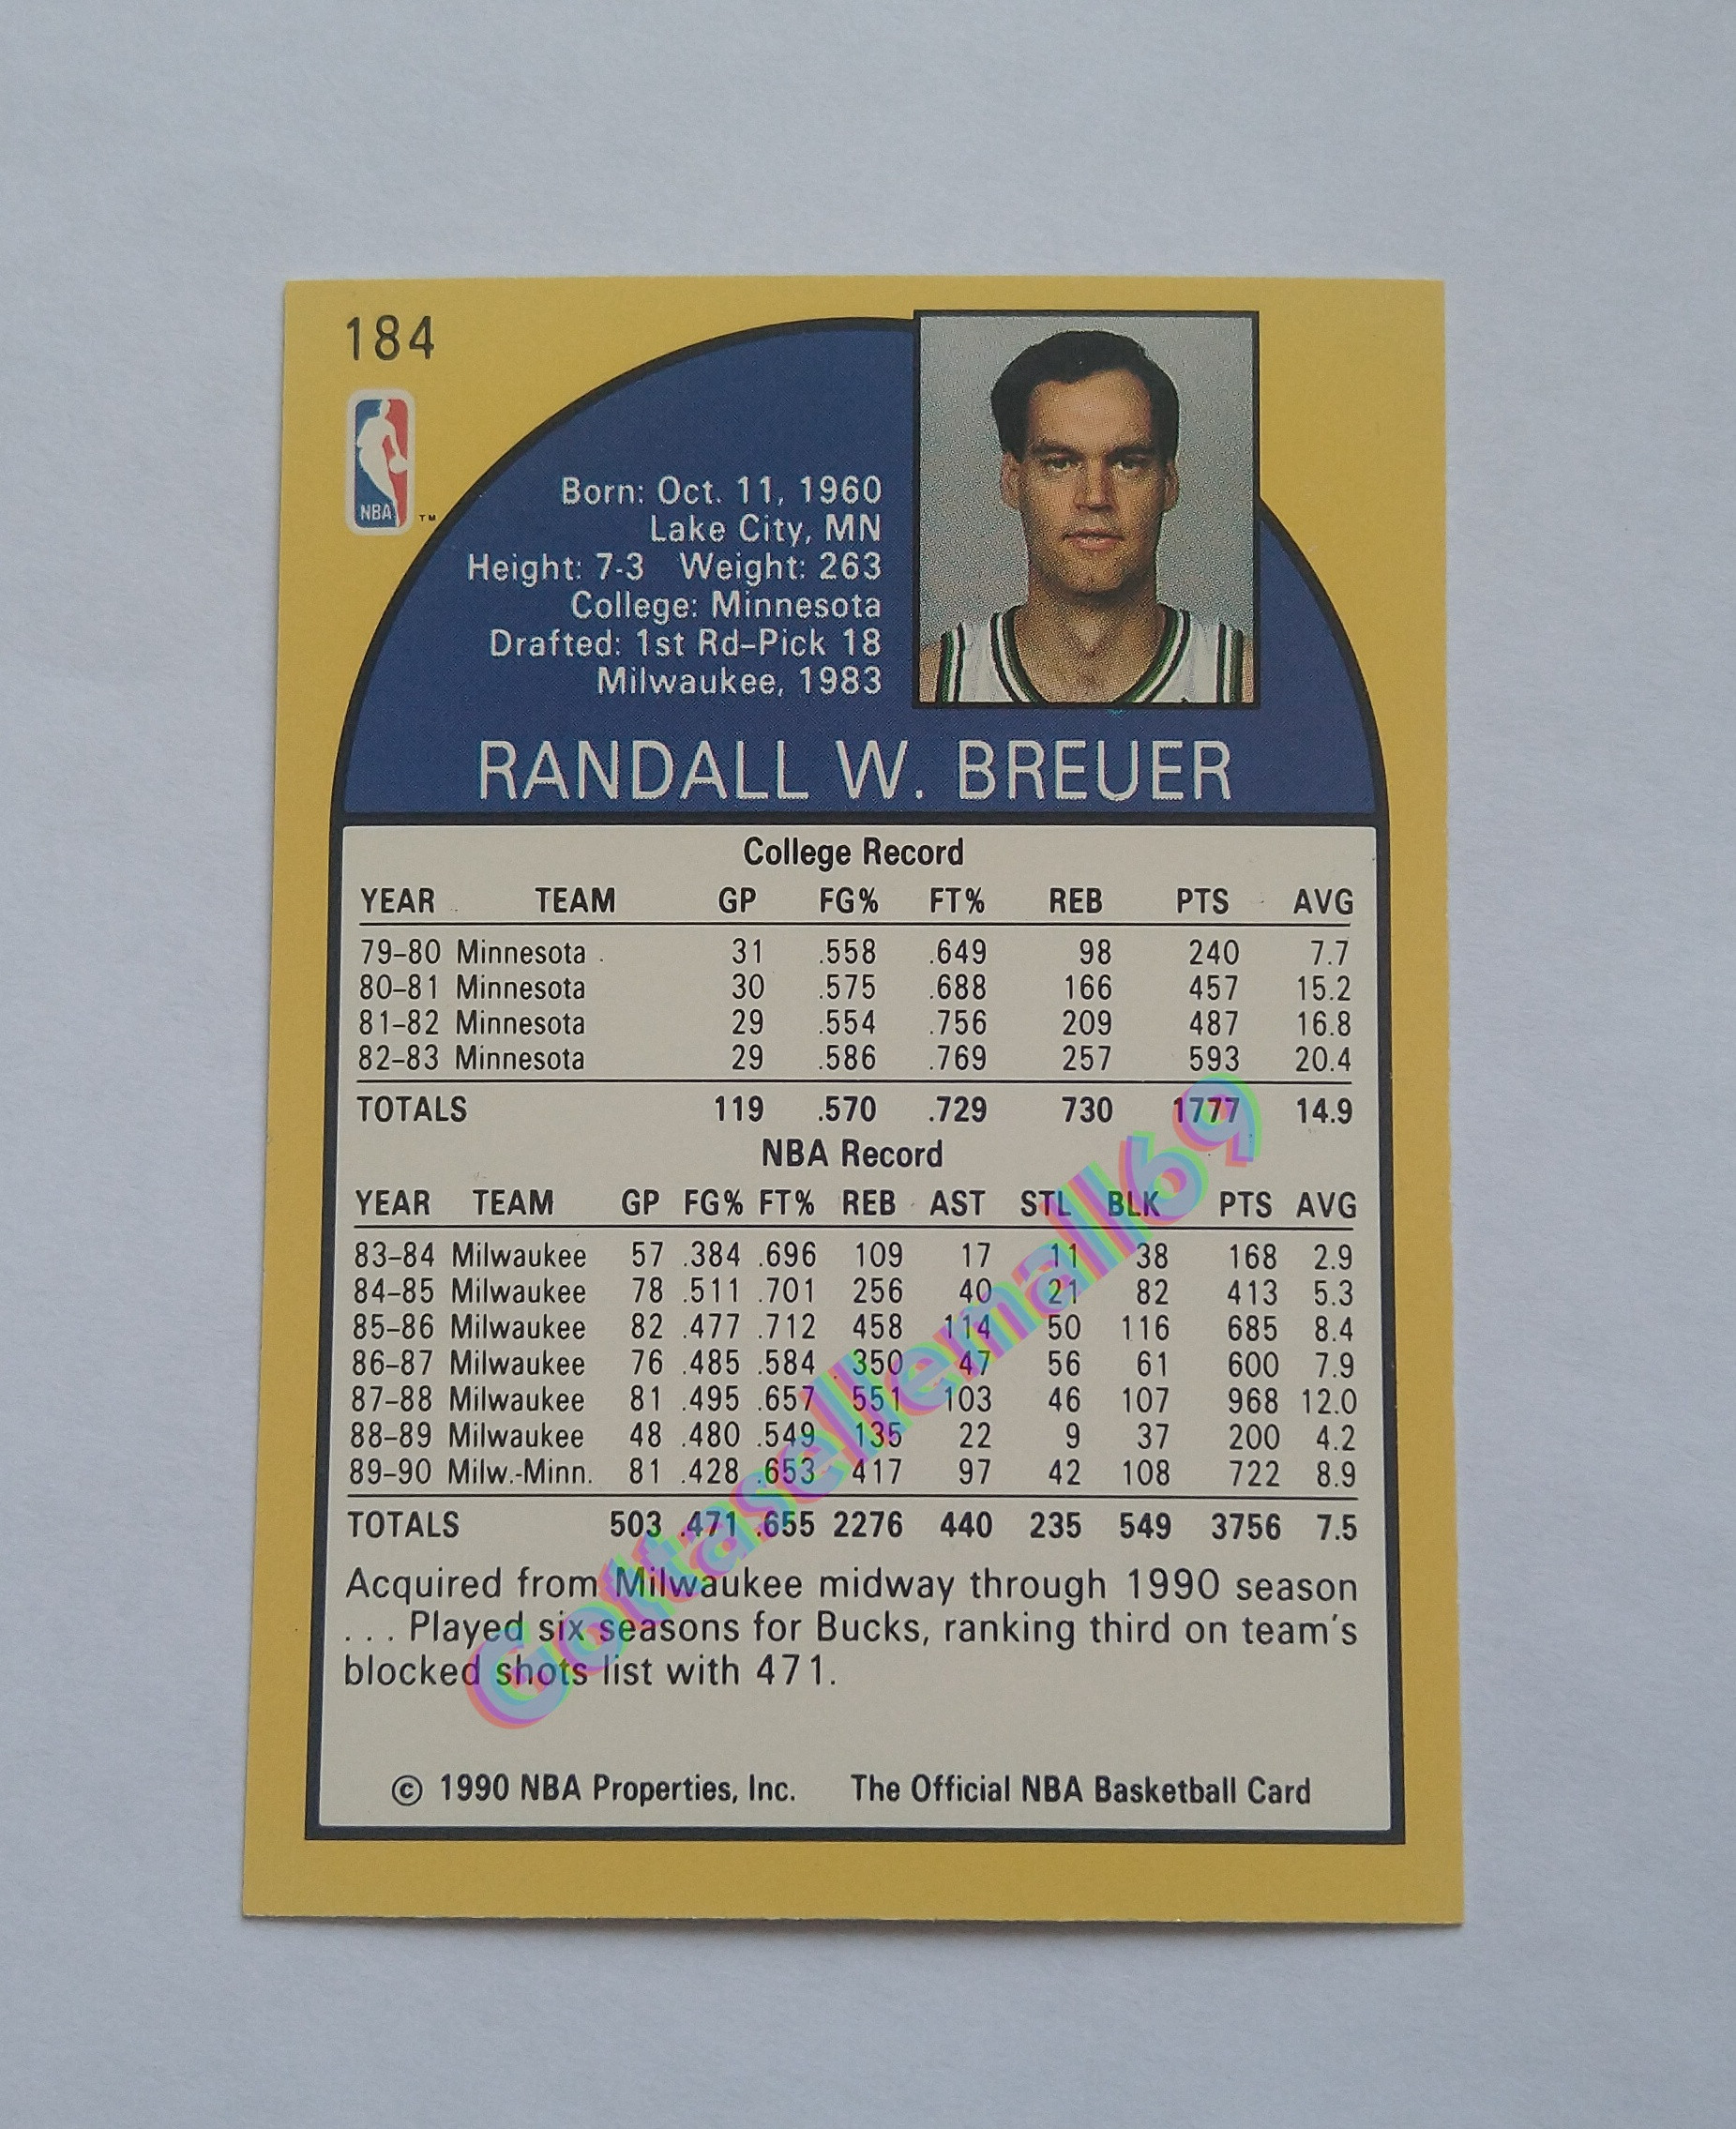 184
NBA
TM
Born: Oct. 11, 1960
Lake City, MN
Height: 7-3 Weight: 263
College: Minnesota
Drafted: 1st Rd-Pick 18
Milwaukee, 1983
RANDALL W. BREUER
College Record
YEAR TEAM GP FG% FT% REB PTS AVG
79-80 Minnesota 31 .558 .649 98 240 7.7
80-81 Minnesota 30 .575 .688 166 457 15.2
81-82 Minnesota 29 .554 .756 209 487 16.8
82-83 Minnesota 29 .586 .769 257 593 20.4
TOTALS 119 .570 .729 730 1777 14.9
NBA Record
YEAR TEAM GP FG% FT% REB AST STL BLK PTS AVG
83-84 Milwaukee 57 .384 .696 109 17 11 38 168 2.9
84-85 Milwaukee 78 .511 .701 256 40 21 82 413 5.3
85-86 Milwaukee 82 .477 .712 458 114 50 116 685 8.4
86-87 Milwaukee 76 .485 .584 350 47 56 61 600 7.9
87-88 Milwaukee 81 .495 .657 551 103 46 107 968 12.0
88-89 Milwaukee 48 .480 .549 135 22 9 37 200 4.2
89-90 Milw.-Minn. 81 .428 .653 417 97 42 108 722 8.9
TOTALS 503 .471 .655 2276 440 235 549 3756 7.5
Acquired from Milwaukee midway through 1990 season
... Played six seasons for Bucks, ranking third on team's
blocked shots list with 471.
© 1990 NBA Properties, Inc. The Official NBA Basketball Card
Gottasellemall69